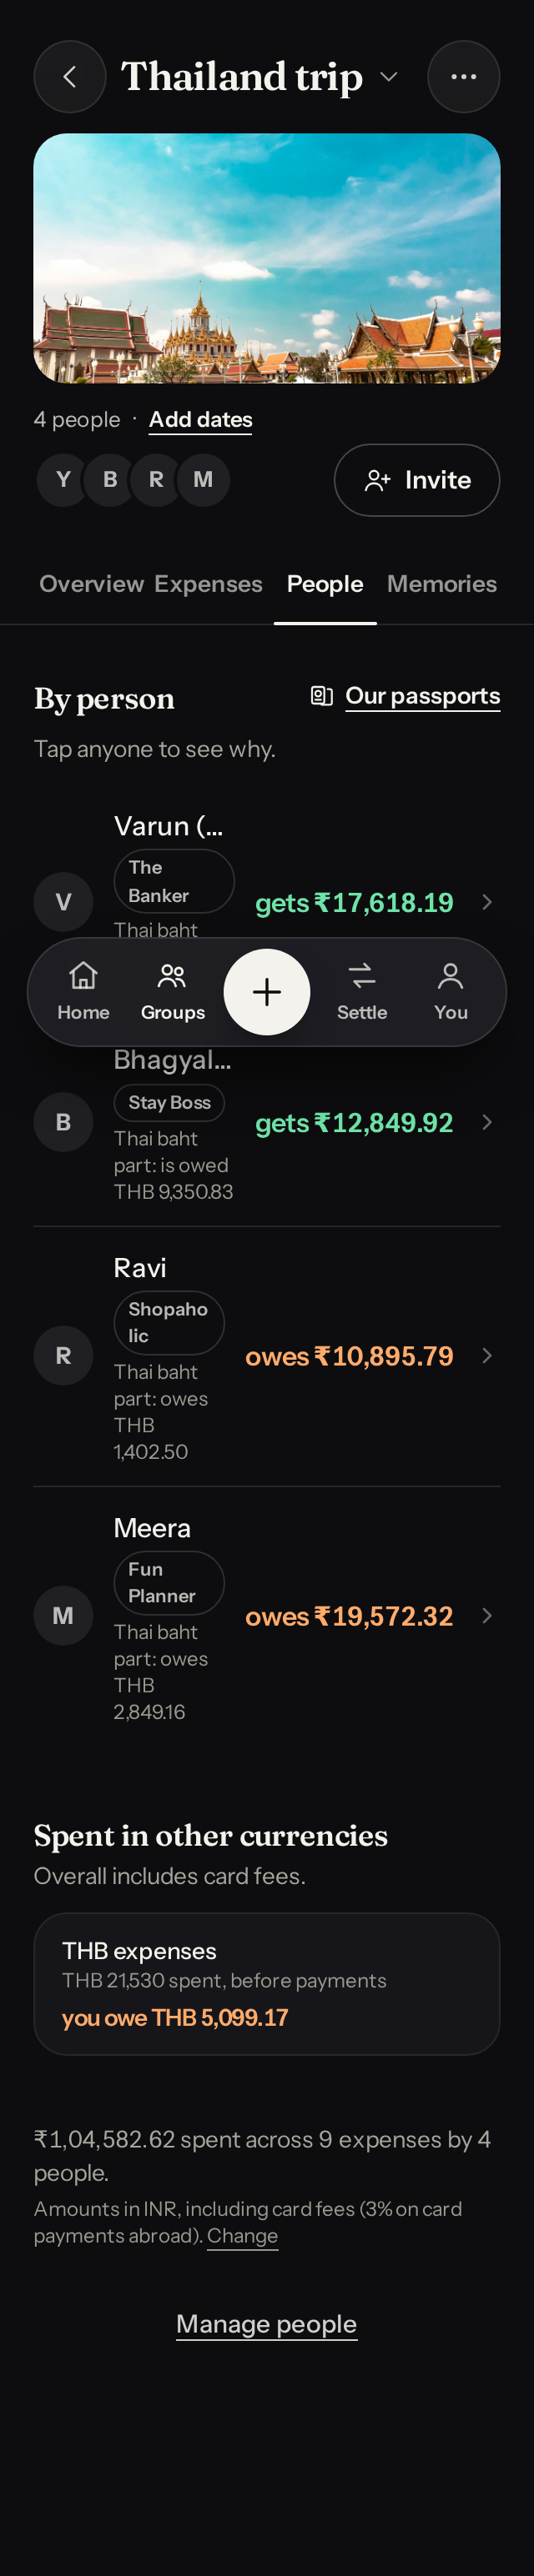 Thailand trip
4 people · Add dates
Y B R M
Invite
Overview Expenses People Memories
By person
Our passports
Tap anyone to see why.
Varun (...
V
The
Banker
gets ₹17,618.19
Thai baht
Home Groups Settle You
Bhagyal...
B
Stay Boss
gets ₹12,849.92
Thai baht
part: is owed
THB 9,350.83
Ravi
R
Shopaho
lic
owes ₹10,895.79
Thai baht
part: owes
THB
1,402.50
Meera
M
Fun
Planner
owes ₹19,572.32
Thai baht
part: owes
THB
2,849.16
Spent in other currencies
Overall includes card fees.
THB expenses
THB 21,530 spent, before payments
you owe THB 5,099.17
₹1,04,582.62 spent across 9 expenses by 4
people.
Amounts in INR, including card fees (3% on card
payments abroad). Change
Manage people